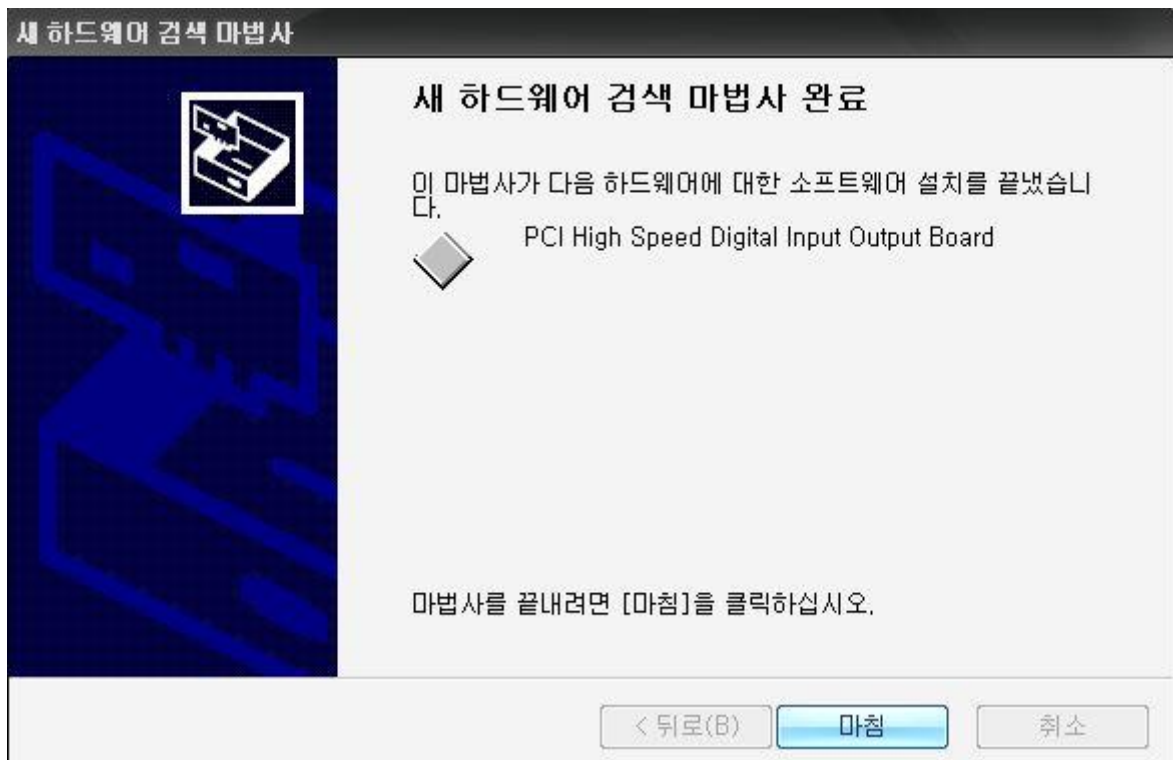 새 하드웨어 검색 마법사
새 하드웨어 검색 마법사 완료
이 마법사가 다음 하드웨어에 대한 소프트웨어 설치를 끝냈습니
다.
PCI High Speed Digital Input Output Board
마법사를 끝내려면 [마침]을 클릭하십시오.
< 뒤로(B)
마침
취소